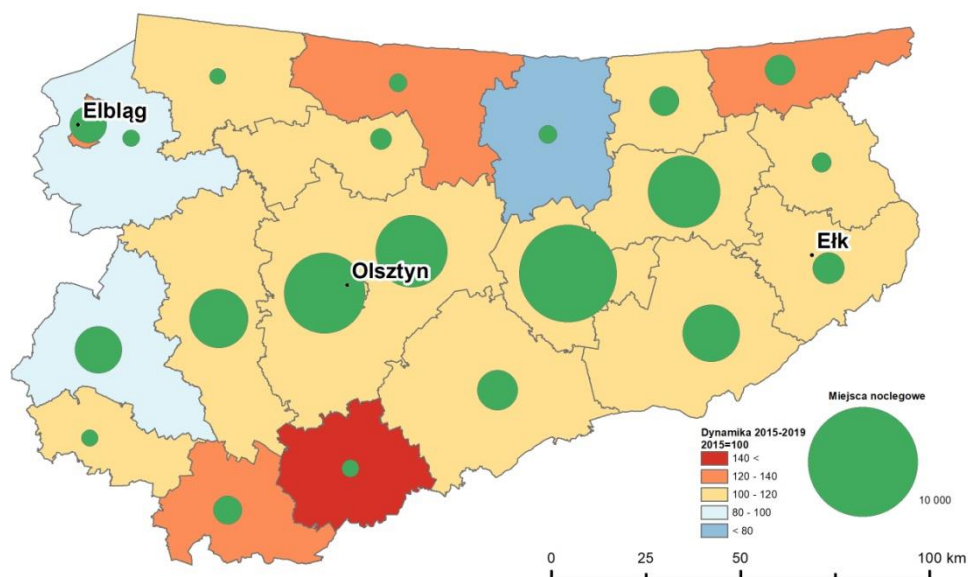 Elbląg
Ełk
Olsztyn
Miejsca noclegowe
10 000
Dynamika 2015-2019
2015=100
140 <
120 - 140
100 - 120
80 - 100
< 80
0 25 50 100 km